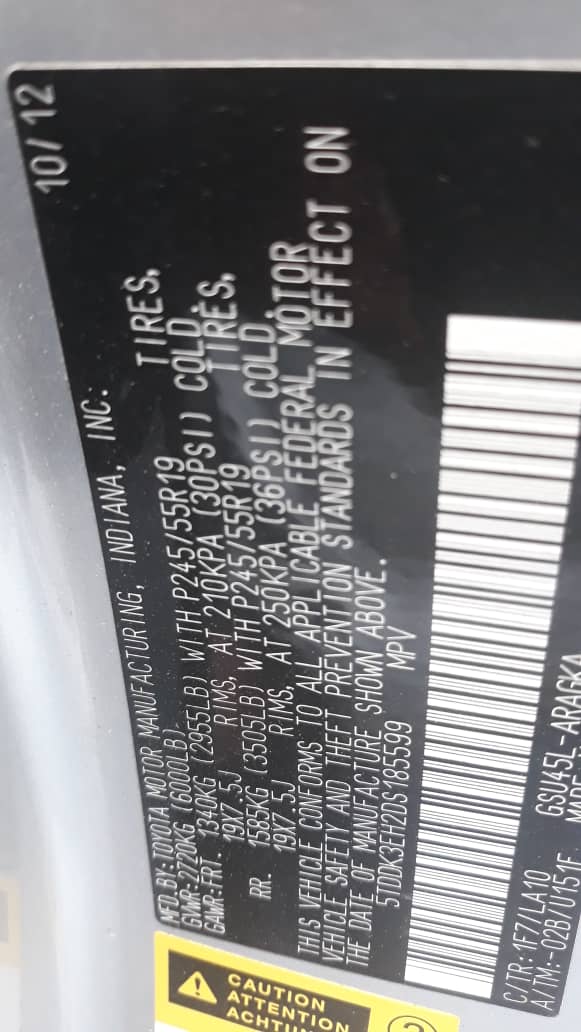 MFD.BY:TOYOTA MOTOR MANUFACTURING, INDIANA, INC. 10/12
GVWR-2720KG (6000LB)
GAWR-FRT. 1340KG (2955LB) WITH P245/55R19 TIRES,
19X7.5J RIMS, AT 210KPA (30PSI) COLD.
RR. 1595KG (3505LB) WITH P245/55R19 TIRES,
19X7.5J RIMS, AT 250KPA (36PSI) COLD.
THIS VEHICLE CONFORMS TO ALL APPLICABLE FEDERAL MOTOR
VEHICLE SAFETY AND THEFT PREVENTION STANDARDS IN EFFECT ON
THE DATE OF MANUFACTURE SHOWN ABOVE.
5TDDK3EH2DS185599 MPV
C/TR:1F7/LA10 GSU45L-ARAGKA
A/TM:-02B/U151F
CAUTION
ATTENTION